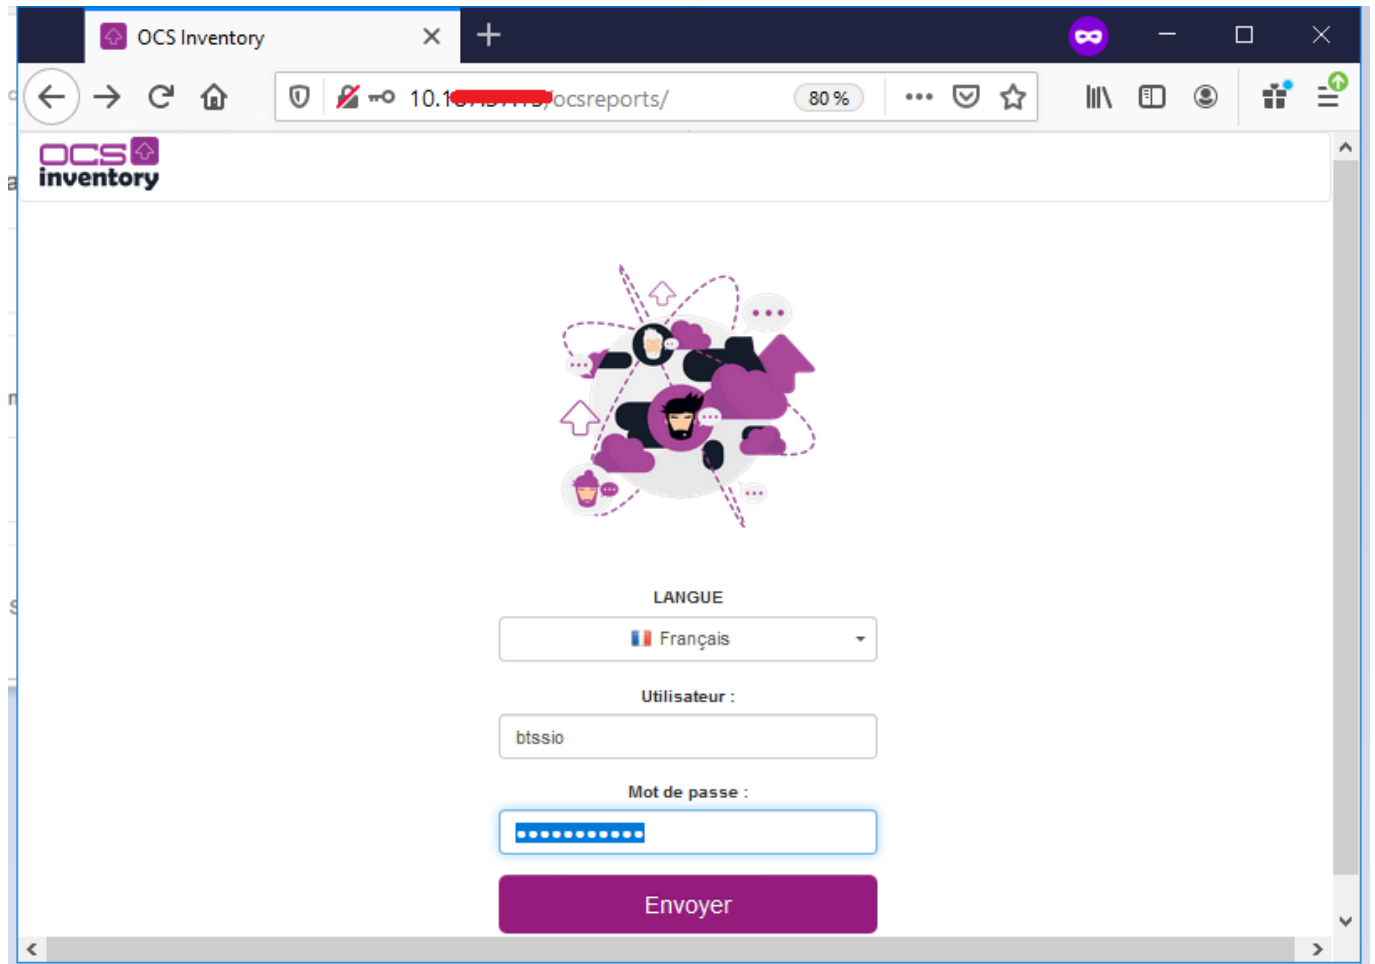 OCS Inventory
10.1 /ocsreports/
80 %
OCS
inventory
LANGUE
Français
Utilisateur :
btssio
Mot de passe :
Envoyer